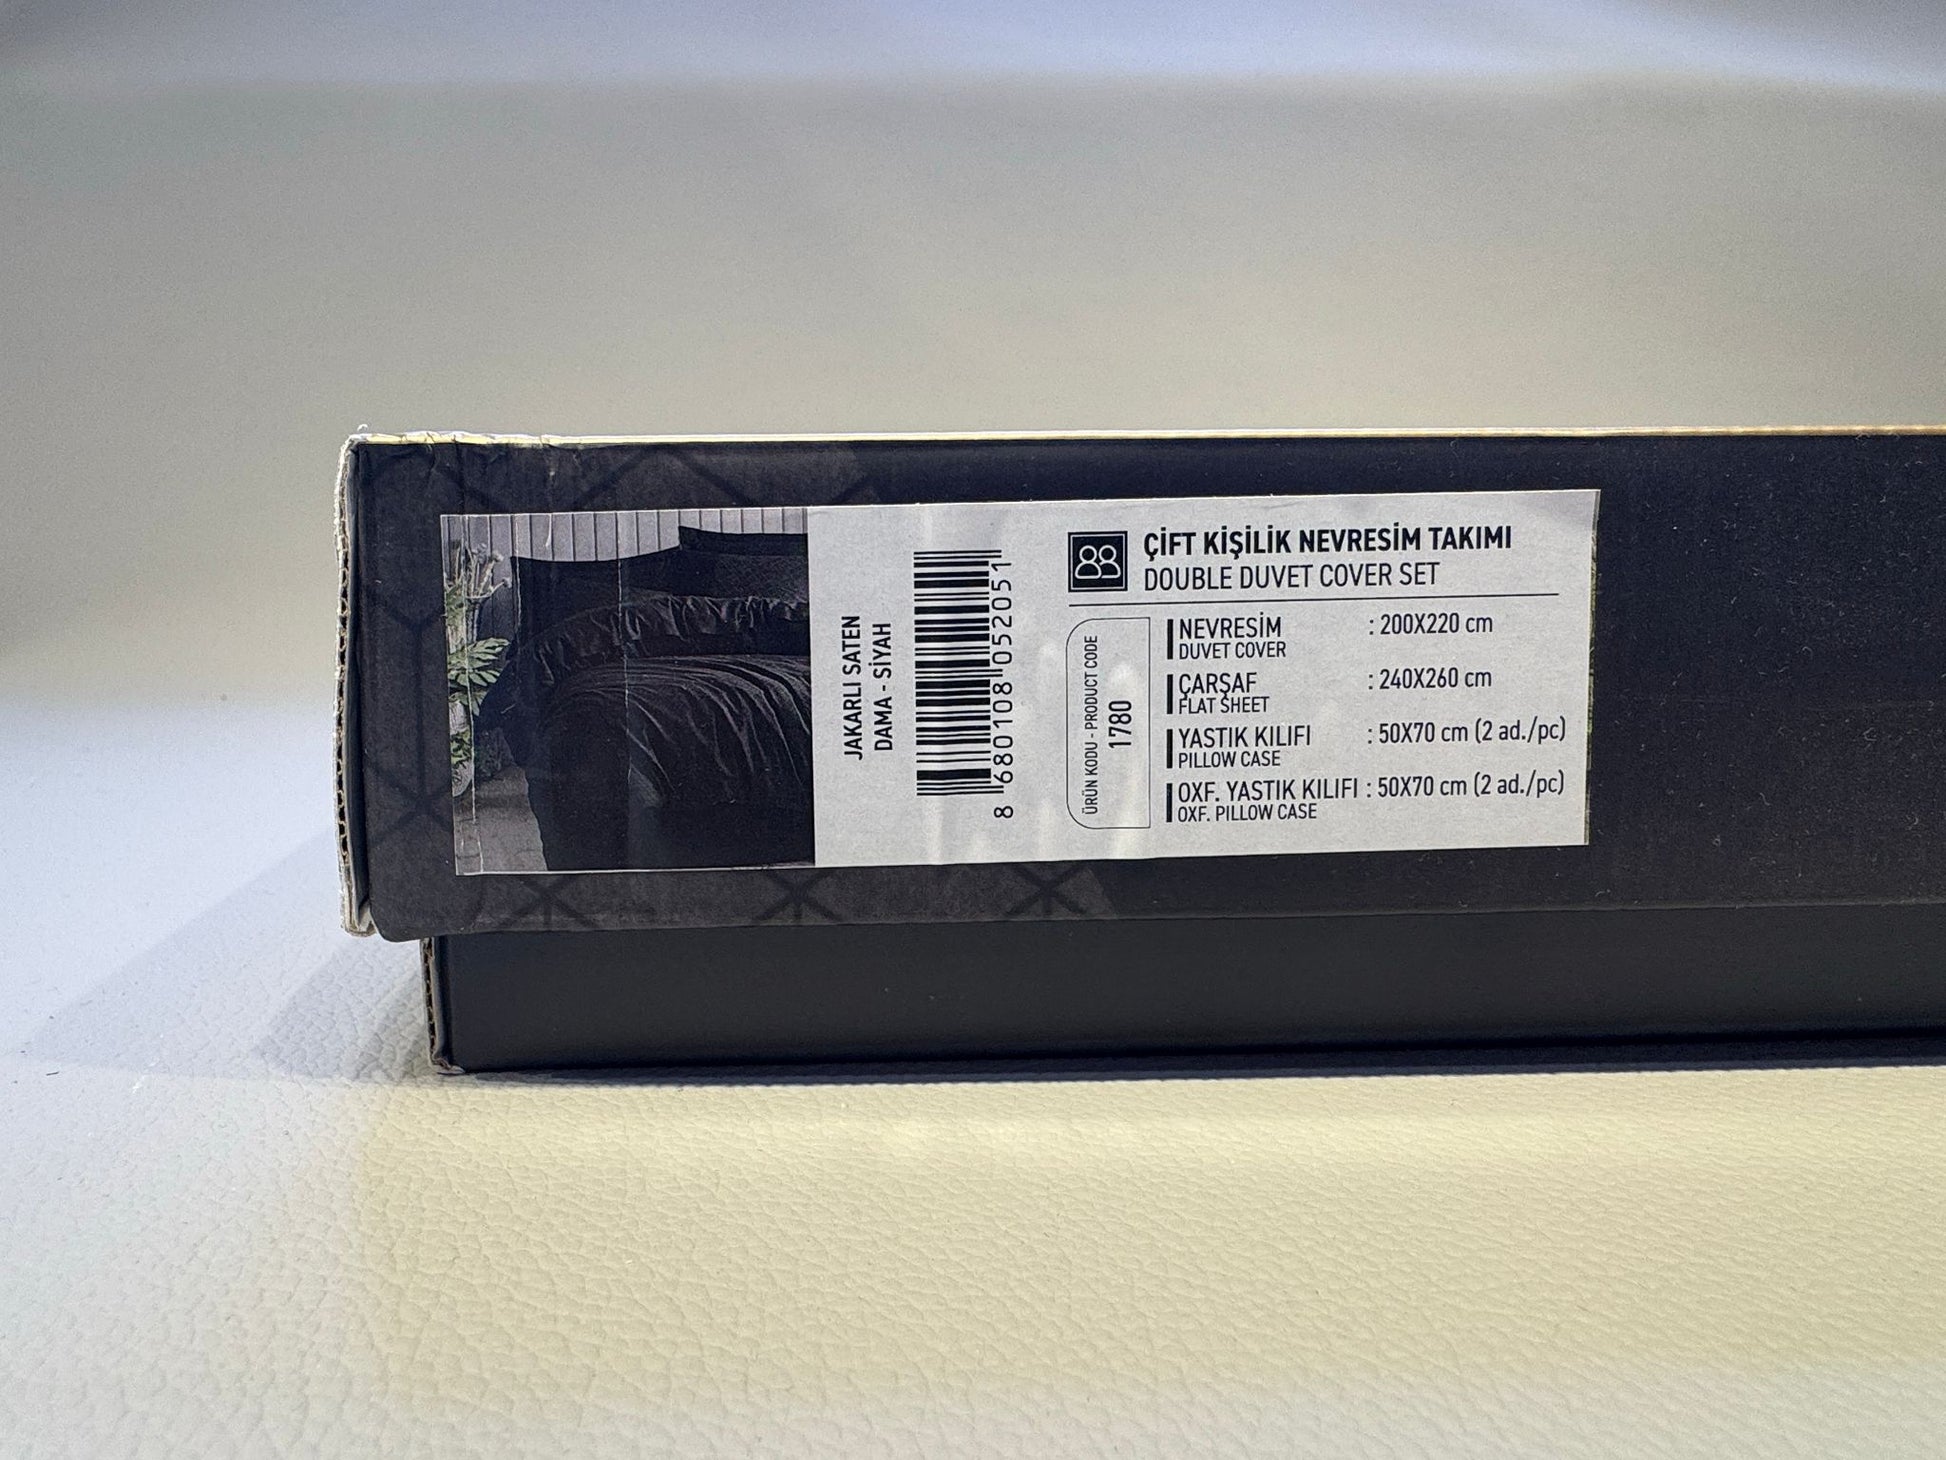 JAKARLI SATEN
DAMA - SİYAH
8 680108 052051
ÇİFT KİŞİLİK NEVRESİM TAKIMI
DOUBLE DUVET COVER SET
ÜRÜN KODU - PRODUCT CODE
1780
NEVRESİM : 200X220 cm
DUVET COVER
ÇARŞAF : 240X260 cm
FLAT SHEET
YASTIK KILIFI : 50X70 cm (2 ad./pc)
PILLOW CASE
OXF. YASTIK KILIFI : 50X70 cm (2 ad./pc)
OXF. PILLOW CASE